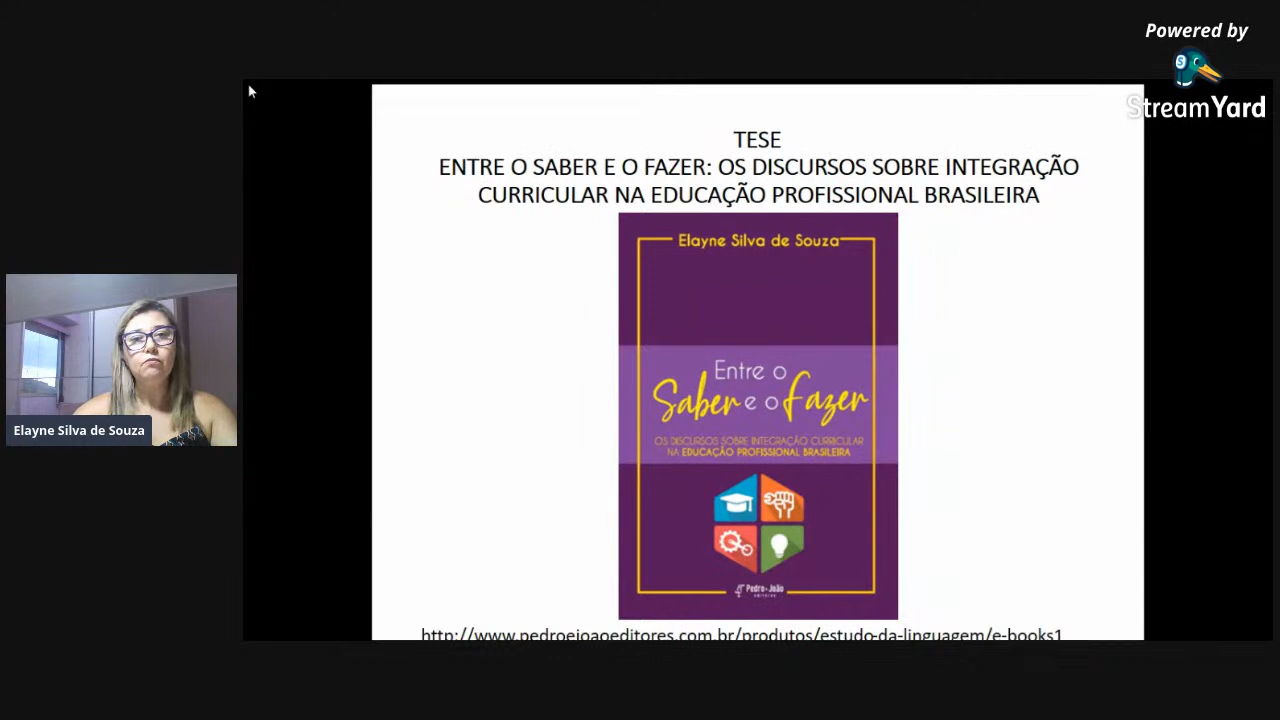 Powered by
StreamYard
TESE
ENTRE O SABER E O FAZER: OS DISCURSOS SOBRE INTEGRAÇÃO
CURRICULAR NA EDUCAÇÃO PROFISSIONAL BRASILEIRA
Elayne Silva de Souza
Entre o
Saber e o Fazer
OS DISCURSOS SOBRE INTEGRAÇÃO CURRICULAR
NA EDUCAÇÃO PROFISSIONAL BRASILEIRA
Pedro & João
editores
http://www.pedroejoaoeditores.com.br/produtos/estudo-da-linguagem/e-books1
Elayne Silva de Souza